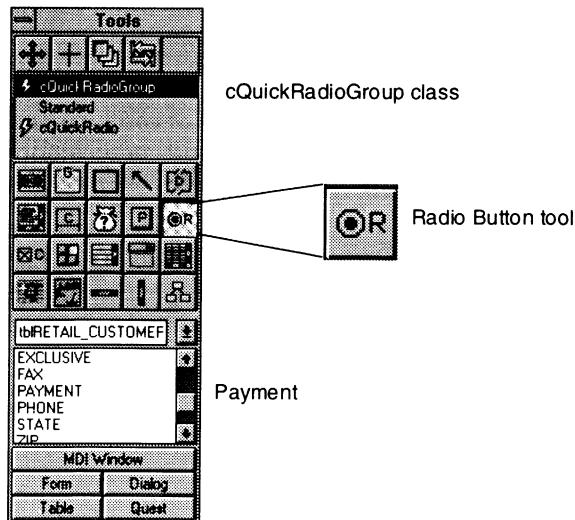 Tools
cQuickRadioGroup
cQuickRadioGroup class
Standard
cQuickRadio
G
C
?
P
R
R
Radio Button tool
tblRETAIL_CUSTOMEF
EXCLUSIVE
FAX
PAYMENT
Payment
PHONE
STATE
ZIP
MDI Window
Form Dialog
Table Quest